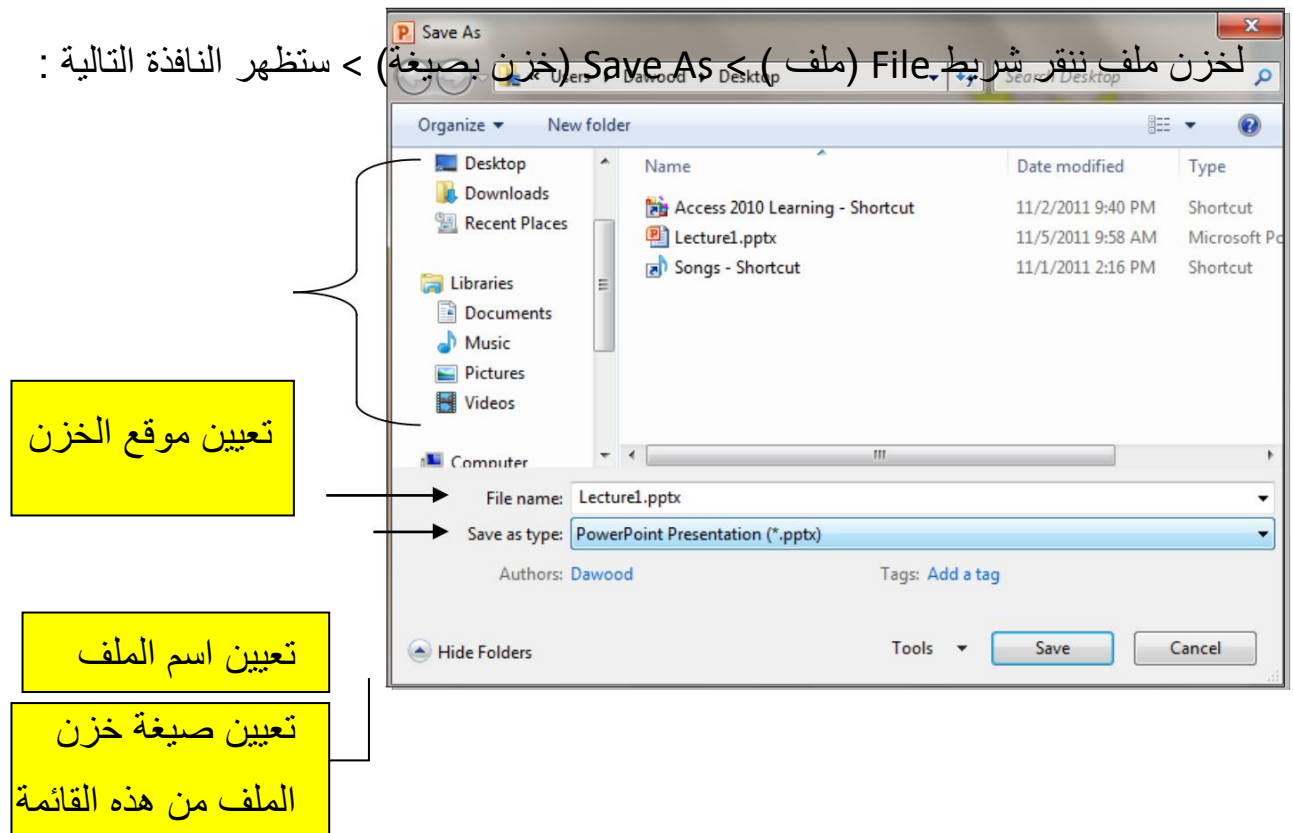 Save As
لخزن ملف ننقر شريط File (ملف ) > Save As (خزن بصيغة) > ستظهر النافذة التالية :
« Users Dawood Desktop Search Desktop
Organize New folder
Desktop
Downloads
Recent Places
Libraries
Documents
Music
Pictures
Videos
Computer
Name Date modified Type
Access 2010 Learning - Shortcut 11/2/2011 9:40 PM Shortcut
Lecture1.pptx 11/5/2011 9:58 AM Microsoft Po
Songs - Shortcut 11/1/2011 2:16 PM Shortcut
تعيين موقع الخزن
File name: Lecture1.pptx
Save as type: PowerPoint Presentation (*.pptx)
Authors: Dawood Tags: Add a tag
Hide Folders Tools Save Cancel
تعيين اسم الملف
تعيين صيغة خزن
الملف من هذه القائمة